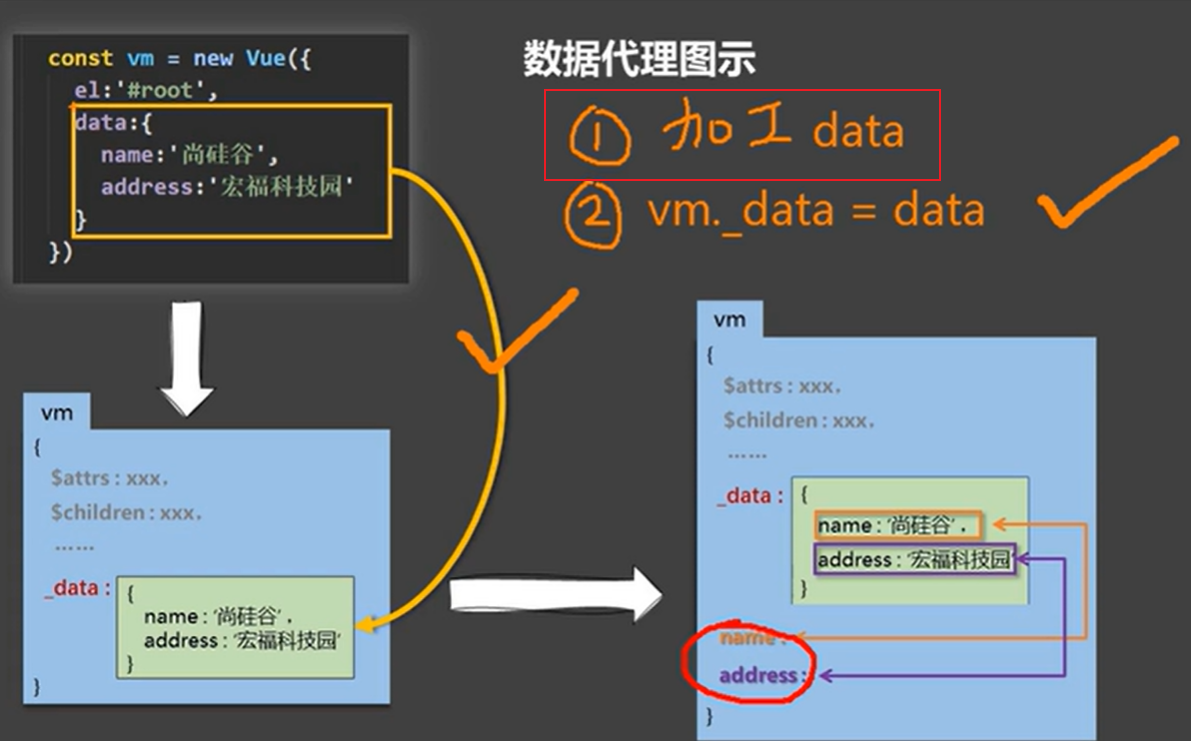 const vm = new Vue({
el:'#root',
data:{
name:'尚硅谷',
address:'宏福科技园'
}
})
数据代理图示
① 加工 data
② vm._data = data
vm
{
$attrs : xxx,
$children : xxx,
……
_data :
{
name : '尚硅谷' ,
address : '宏福科技园'
}
}
vm
{
$attrs : xxx,
$children : xxx,
……
_data :
{
name : '尚硅谷' ,
address : '宏福科技园'
}
name :
address :
}